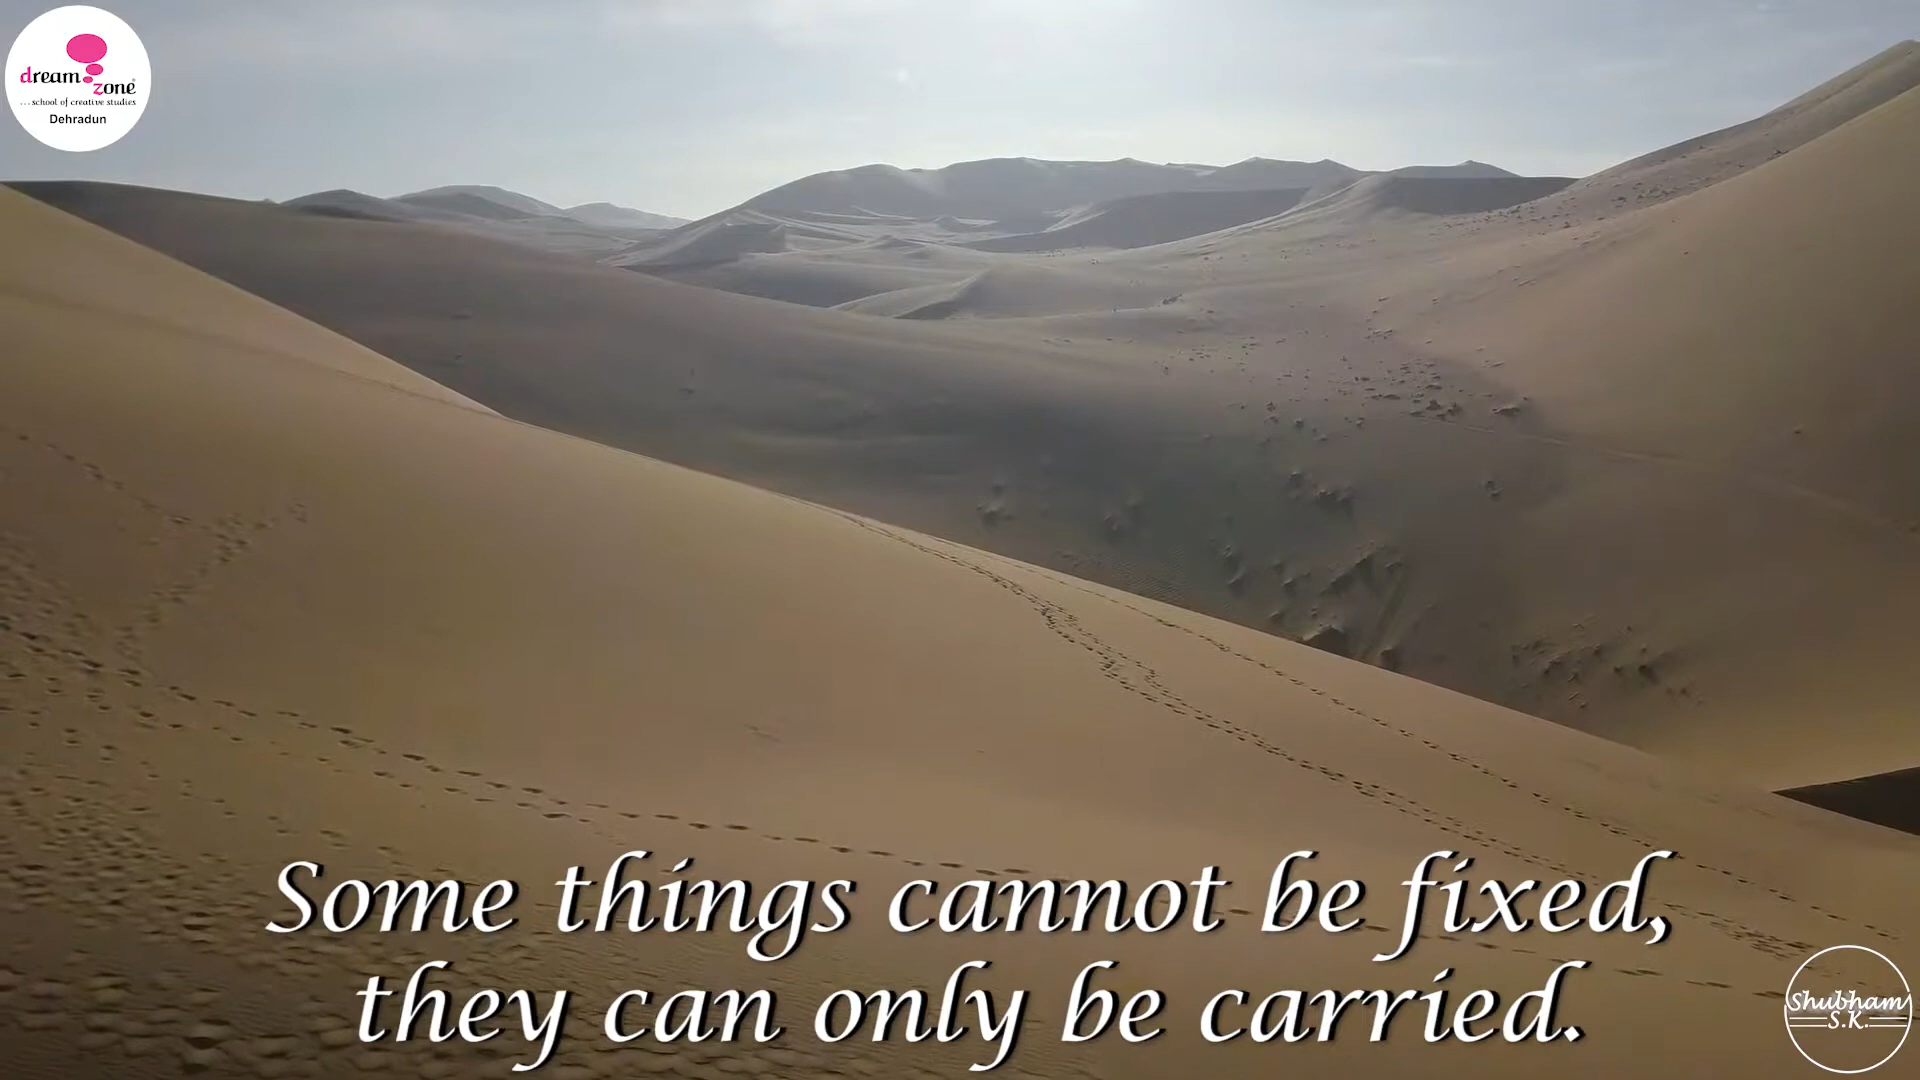 dream
zone
...school of creative studies
Dehradun
Some things cannot be fixed,
they can only be carried.
Shubham
S.K.